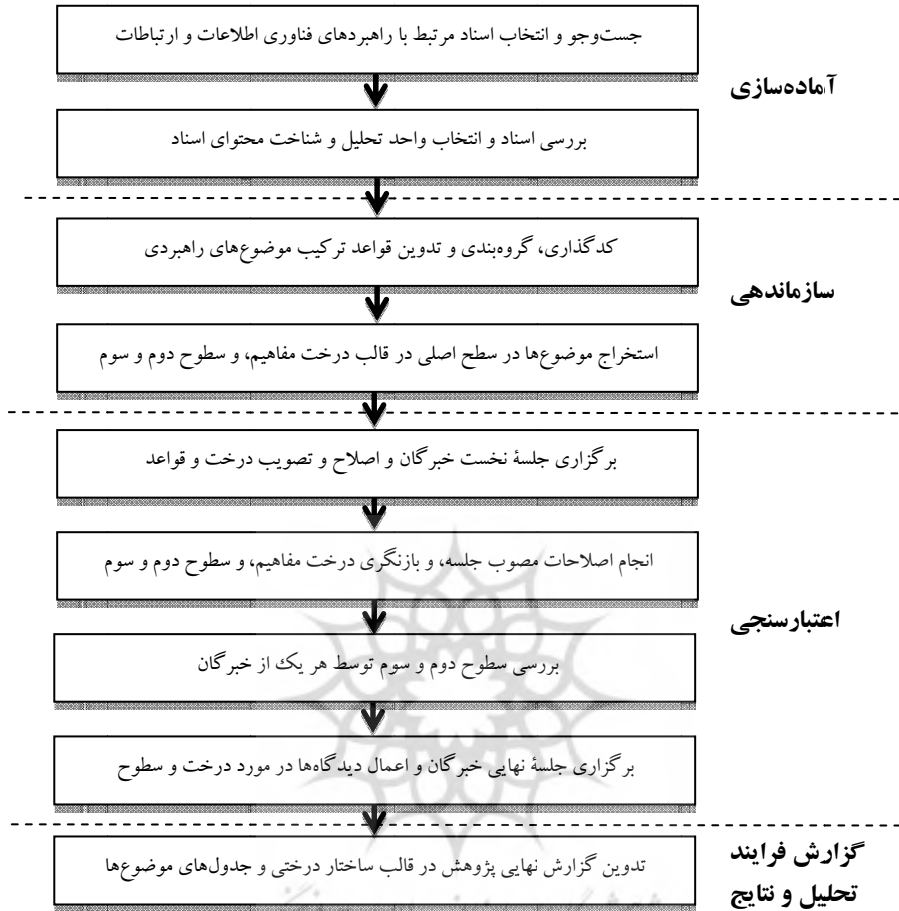 جست‌وجو و انتخاب اسناد مرتبط با راهبردهای فناوری اطلاعات و ارتباطات
آماده‌سازی
بررسی اسناد و انتخاب واحد تحلیل و شناخت محتوای اسناد
کدگذاری، گروه‌بندی و تدوین قواعد ترکیب موضوع‌های راهبردی
سازماندهی
استخراج موضوع‌ها در سطح اصلی در قالب درخت مفاهیم، و سطوح دوم و سوم
برگزاری جلسۀ نخست خبرگان و اصلاح و تصویب درخت و قواعد
انجام اصلاحات مصوب جلسه، و بازنگری درخت مفاهیم، و سطوح دوم و سوم
اعتبارسنجی
بررسی سطوح دوم و سوم توسط هر یک از خبرگان
برگزاری جلسۀ نهایی خبرگان و اعمال دیدگاه‌ها در مورد درخت و سطوح
گزارش فرایند
تحلیل و نتایج
تدوین گزارش نهایی پژوهش در قالب ساختار درختی و جدول‌های موضوع‌ها